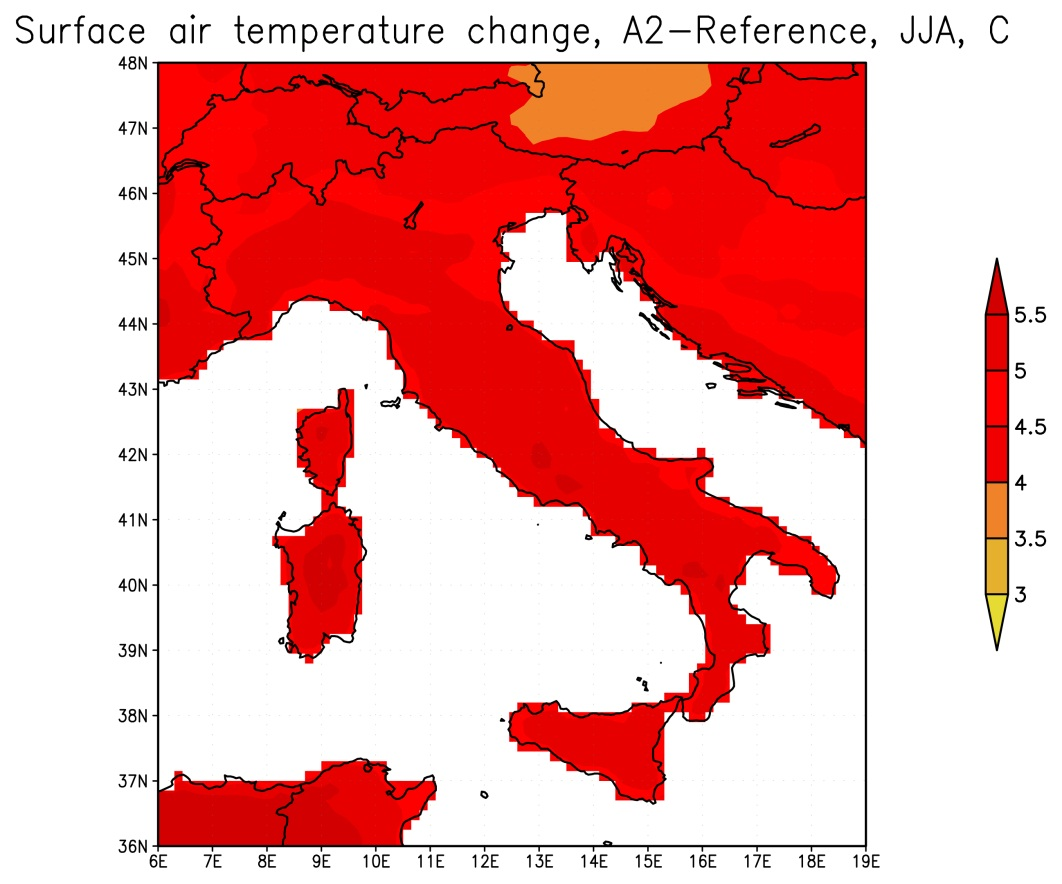 Surface air temperature change, A2−Reference, JJA, C
48N
47N
46N
45N
44N
43N
42N
41N
40N
39N
38N
37N
36N
6E 7E 8E 9E 10E 11E 12E 13E 14E 15E 16E 17E 18E 19E
5.5
5
4.5
4
3.5
3